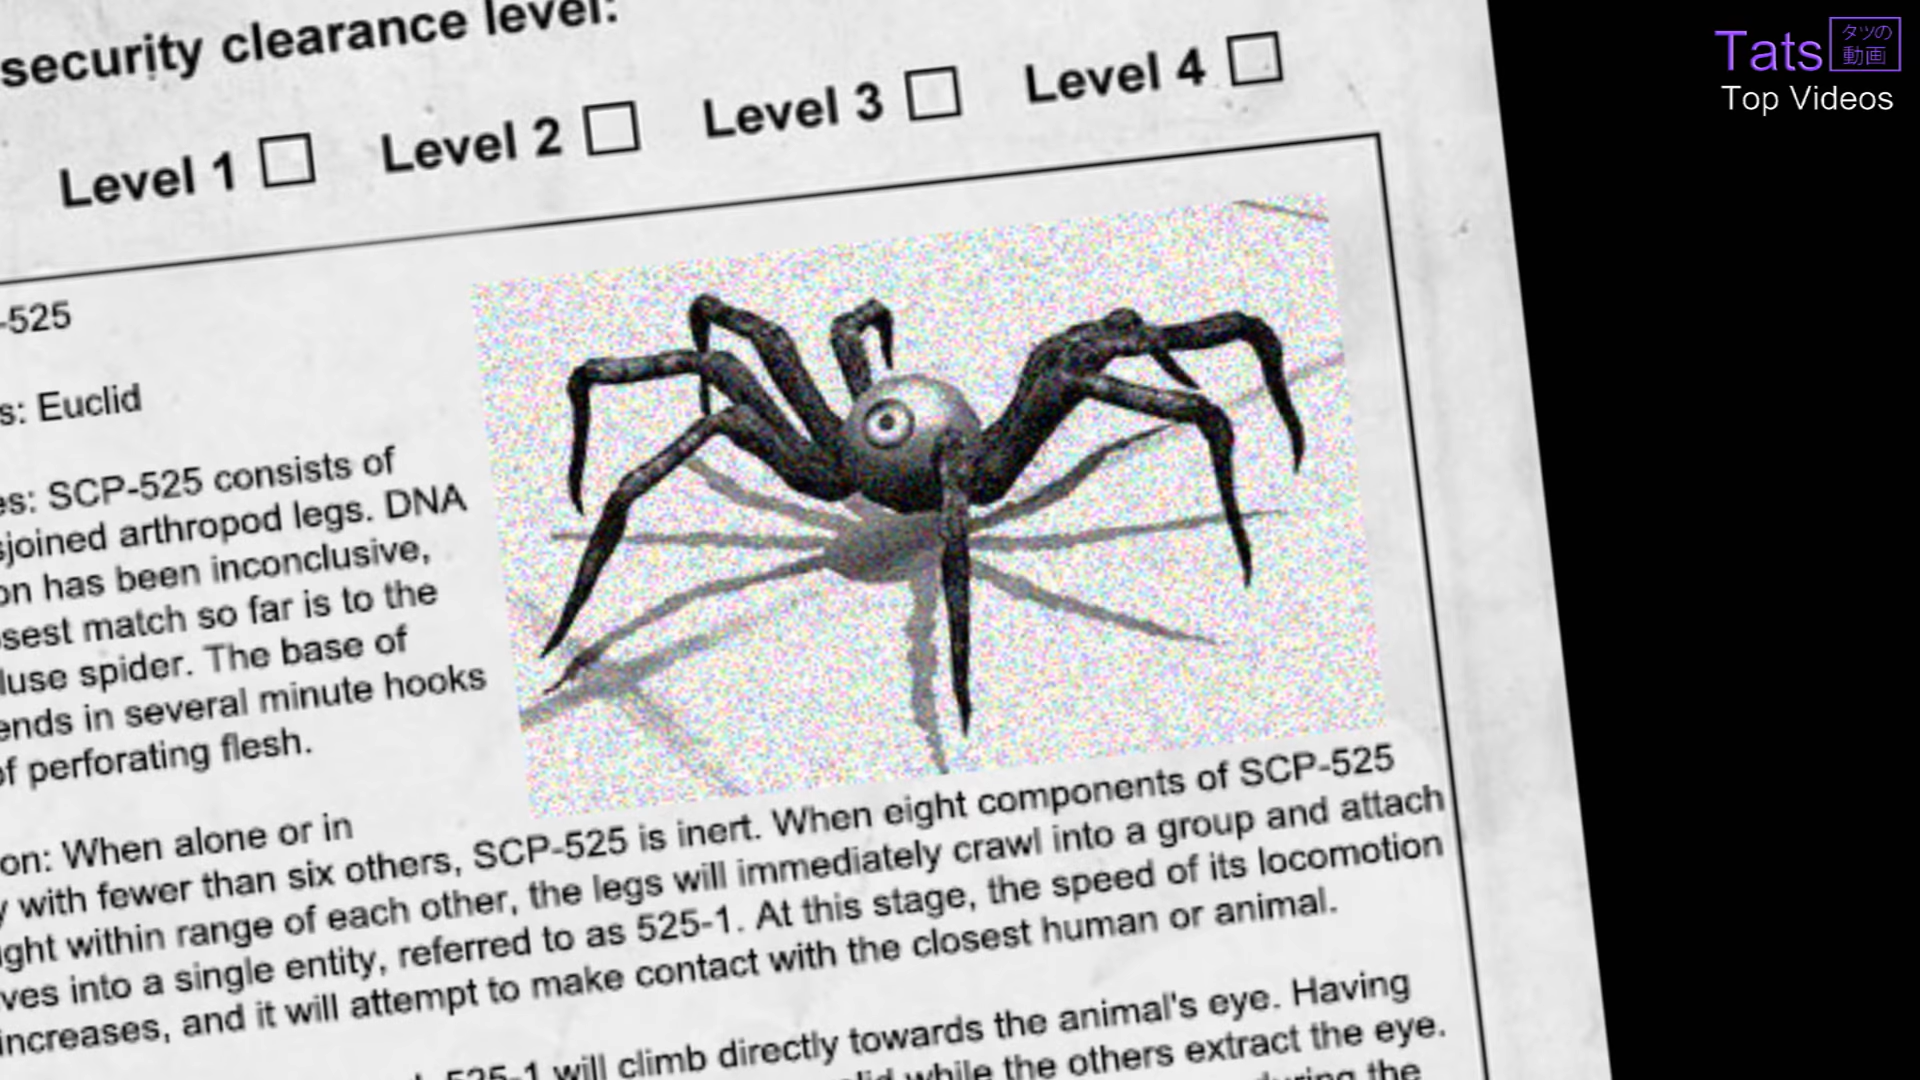 security clearance level:
Level 1 Level 2 Level 3 Level 4
Tats タツの動画
Top Videos
-525
s: Euclid
es: SCP-525 consists of
sjoined arthropod legs. DNA
on has been inconclusive,
sest match so far is to the
luse spider. The base of
ends in several minute hooks
of perforating flesh.
on: When alone or in
y with fewer than six others, SCP-525 is inert. When eight components of SCP-525
ght within range of each other, the legs will immediately crawl into a group and attach
ves into a single entity, referred to as 525-1. At this stage, the speed of its locomotion
increases, and it will attempt to make contact with the closest human or animal.
525-1 will climb directly towards the animal's eye. Having
while the others extract the eye.
during the